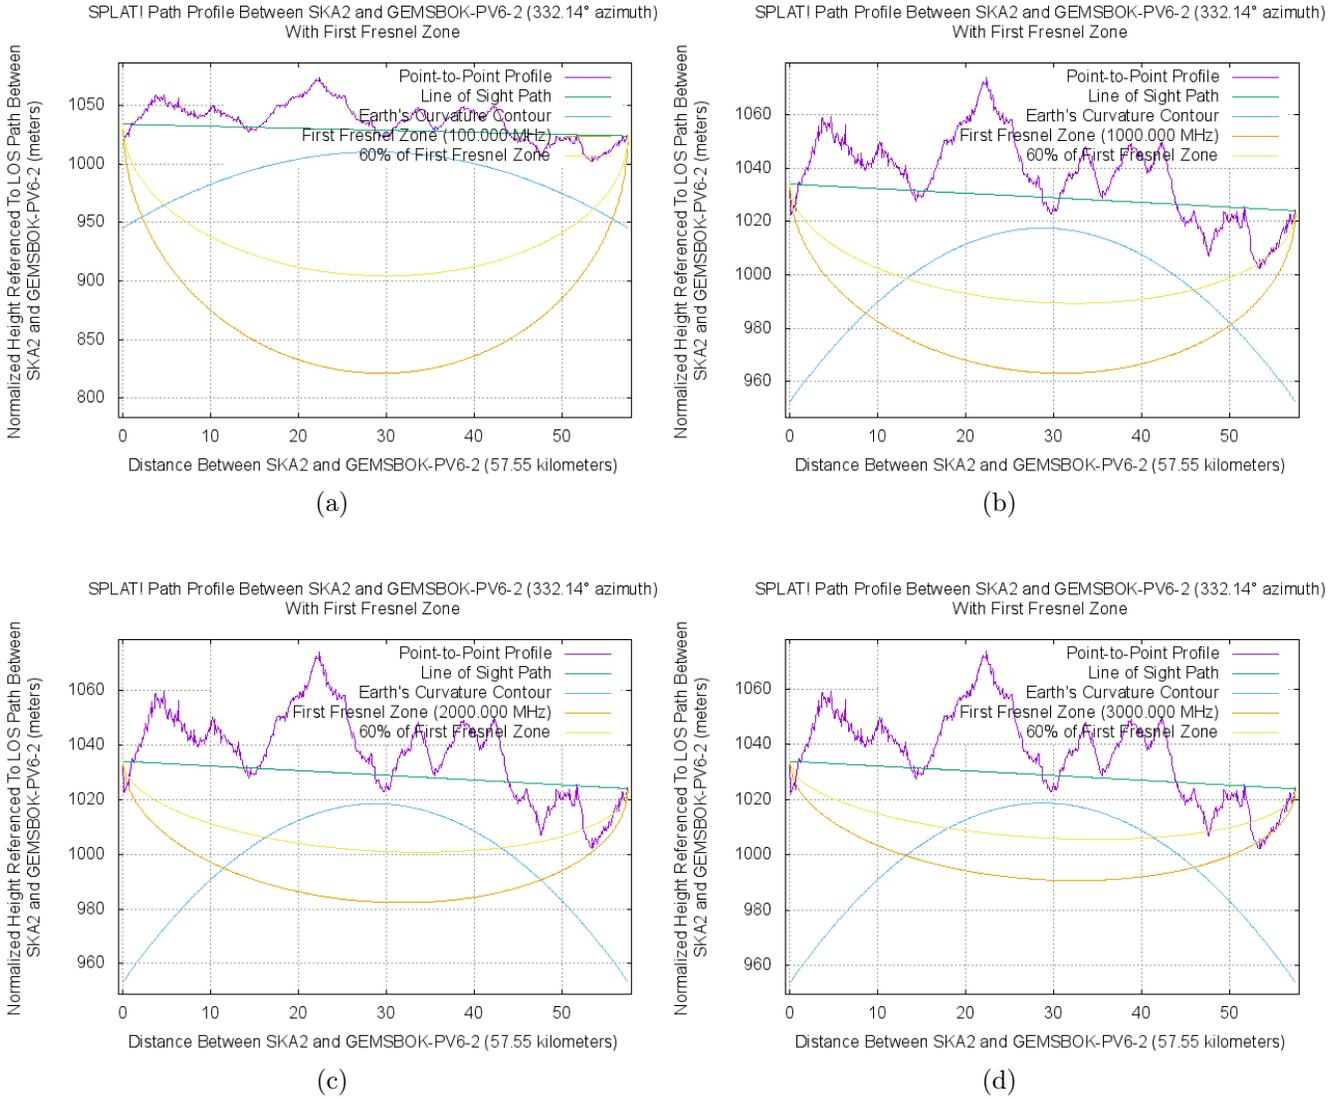 SPLAT! Path Profile Between SKA2 and GEMSBOK-PV6-2 (332.14° azimuth)
With First Fresnel Zone
Normalized Height Referenced To LOS Path Between
SKA2 and GEMSBOK-PV6-2 (meters)
1050
1000
950
900
850
800
Point-to-Point Profile
Line of Sight Path
Earth's Curvature Contour
First Fresnel Zone (100.000 MHz)
60% of First Fresnel Zone
0 10 20 30 40 50
Distance Between SKA2 and GEMSBOK-PV6-2 (57.55 kilometers)
(a)
SPLAT! Path Profile Between SKA2 and GEMSBOK-PV6-2 (332.14° azimuth)
With First Fresnel Zone
Normalized Height Referenced To LOS Path Between
SKA2 and GEMSBOK-PV6-2 (meters)
1060
1040
1020
1000
980
960
Point-to-Point Profile
Line of Sight Path
Earth's Curvature Contour
First Fresnel Zone (1000.000 MHz)
60% of First Fresnel Zone
0 10 20 30 40 50
Distance Between SKA2 and GEMSBOK-PV6-2 (57.55 kilometers)
(b)
SPLAT! Path Profile Between SKA2 and GEMSBOK-PV6-2 (332.14° azimuth)
With First Fresnel Zone
Normalized Height Referenced To LOS Path Between
SKA2 and GEMSBOK-PV6-2 (meters)
1060
1040
1020
1000
980
960
Point-to-Point Profile
Line of Sight Path
Earth's Curvature Contour
First Fresnel Zone (2000.000 MHz)
60% of First Fresnel Zone
0 10 20 30 40 50
Distance Between SKA2 and GEMSBOK-PV6-2 (57.55 kilometers)
(c)
SPLAT! Path Profile Between SKA2 and GEMSBOK-PV6-2 (332.14° azimuth)
With First Fresnel Zone
Normalized Height Referenced To LOS Path Between
SKA2 and GEMSBOK-PV6-2 (meters)
1060
1040
1020
1000
980
960
Point-to-Point Profile
Line of Sight Path
Earth's Curvature Contour
First Fresnel Zone (3000.000 MHz)
60% of First Fresnel Zone
0 10 20 30 40 50
Distance Between SKA2 and GEMSBOK-PV6-2 (57.55 kilometers)
(d)